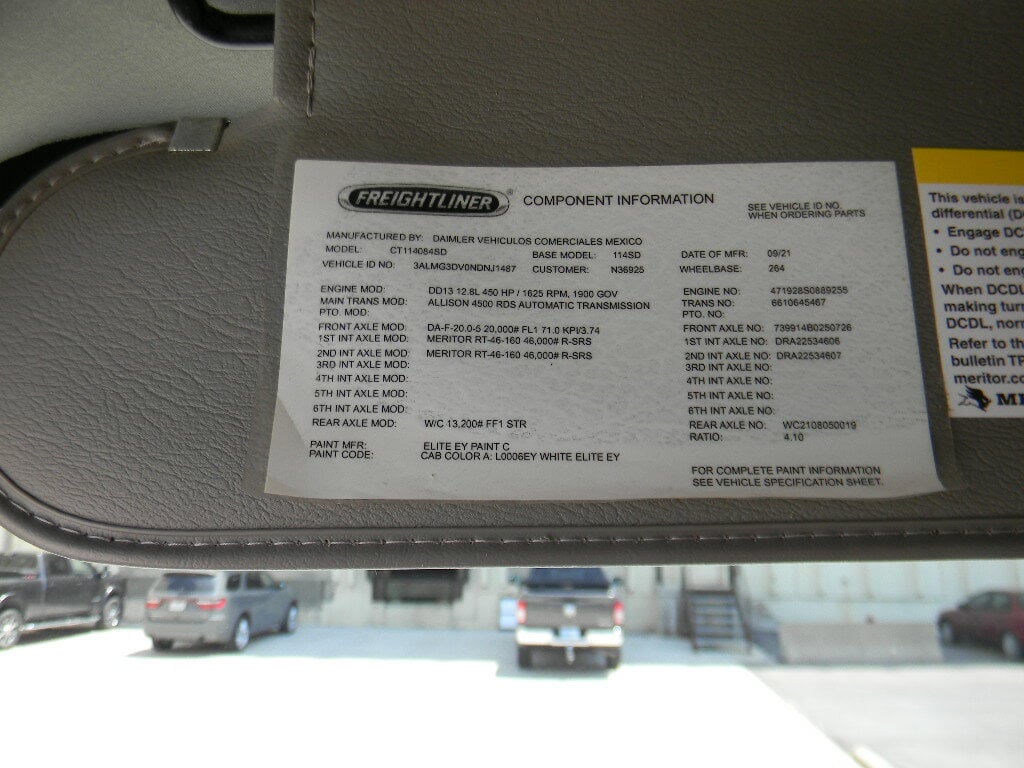 FREIGHTLINER® COMPONENT INFORMATION
SEE VEHICLE ID NO.
WHEN ORDERING PARTS
MANUFACTURED BY: DAIMLER VEHICULOS COMERCIALES MEXICO
MODEL: CT114084SD BASE MODEL: 114SD DATE OF MFR: 09/21
VEHICLE ID NO: 3ALMG3DV0NDNJ1487 CUSTOMER: N36925 WHEELBASE: 264
ENGINE MOD: DD13 12.8L 450 HP / 1625 RPM, 1900 GOV ENGINE NO: 471928S0889255
MAIN TRANS MOD: ALLISON 4500 RDS AUTOMATIC TRANSMISSION TRANS NO: 6610645467
PTO. MOD: PTO. NO:
FRONT AXLE MOD: DA-F-20.0-5 20,000# FL1 71.0 KPI/3.74 FRONT AXLE NO: 739914B0250726
1ST INT AXLE MOD: MERITOR RT-46-160 46,000# R-SRS 1ST INT AXLE NO: DRA22534606
2ND INT AXLE MOD: MERITOR RT-46-160 46,000# R-SRS 2ND INT AXLE NO: DRA22534607
3RD INT AXLE MOD: 3RD INT AXLE NO:
4TH INT AXLE MOD: 4TH INT AXLE NO:
5TH INT AXLE MOD: 5TH INT AXLE NO:
6TH INT AXLE MOD: 6TH INT AXLE NO:
REAR AXLE MOD: W/C 13,200# FF1 STR REAR AXLE NO: WC2108050019
RATIO: 4.10
PAINT MFR: ELITE EY PAINT C
PAINT CODE: CAB COLOR A: L0006EY WHITE ELITE EY
FOR COMPLETE PAINT INFORMATION
SEE VEHICLE SPECIFICATION SHEET.
This vehicle is
differential (D
• Engage DC
• Do not eng
• Do not eng
When DCDL
making turn
DCDL, norm
Refer to th
bulletin TP
meritor.co